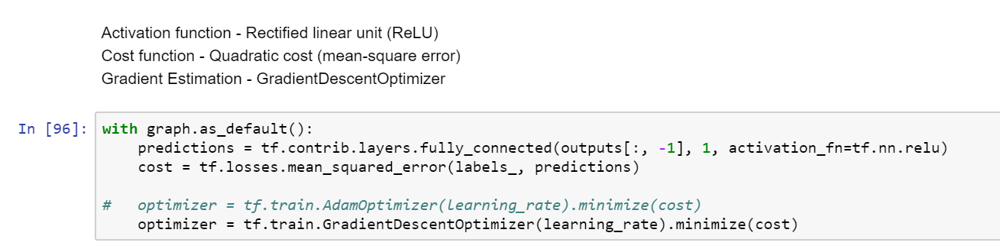 Activation function - Rectified linear unit (ReLU)
Cost function - Quadratic cost (mean-square error)
Gradient Estimation - GradientDescentOptimizer
In [96]: with graph.as_default():
    predictions = tf.contrib.layers.fully_connected(outputs[:, -1], 1, activation_fn=tf.nn.relu)
    cost = tf.losses.mean_squared_error(labels_, predictions)
#   optimizer = tf.train.AdamOptimizer(learning_rate).minimize(cost)
    optimizer = tf.train.GradientDescentOptimizer(learning_rate).minimize(cost)